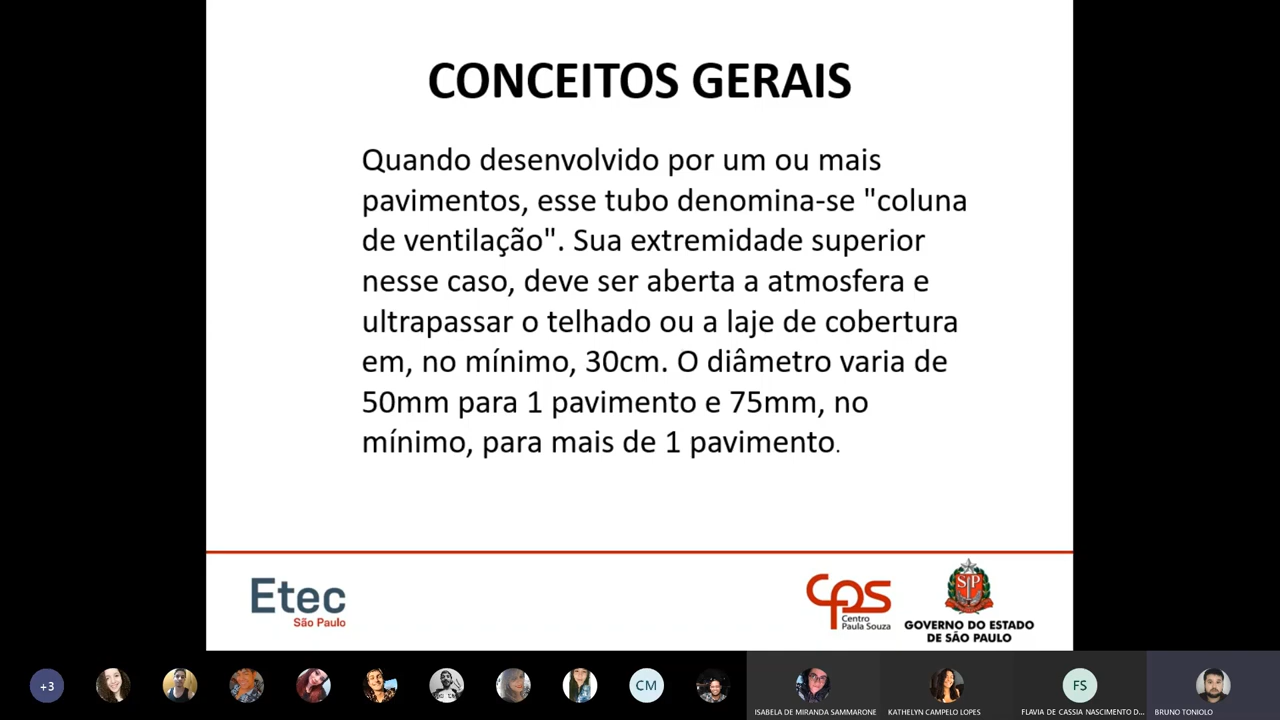 CONCEITOS GERAIS
Quando desenvolvido por um ou mais
pavimentos, esse tubo denomina-se "coluna
de ventilação". Sua extremidade superior
nesse caso, deve ser aberta a atmosfera e
ultrapassar o telhado ou a laje de cobertura
em, no mínimo, 30cm. O diâmetro varia de
50mm para 1 pavimento e 75mm, no
mínimo, para mais de 1 pavimento.
Etec
São Paulo
CPS
Centro
Paula Souza
SP
GOVERNO DO ESTADO
DE SÃO PAULO
+3
CM
FS
ISABELA DE MIRANDA SAMMARONE
KATHELYN CAMPELO LOPES
FLAVIA DE CASSIA NASCIMENTO D...
BRUNO TONIOLO